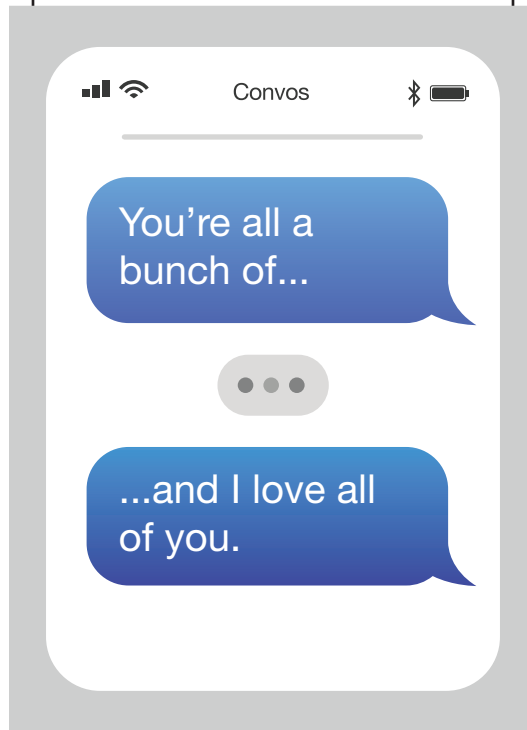 Convos
You’re all a
bunch of...
...and I love all
of you.